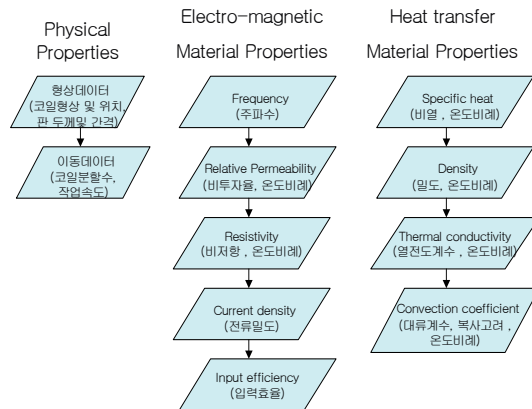 Physical
Properties
형상데이터
(코일형상 및 위치,
판 두께및 간격)
이동데이터
(코일분할수,
작업속도)
Electro-magnetic
Material Properties
Frequency
(주파수)
Relative Permeability
(비투자율, 온도비례)
Resistivity
(비저항 , 온도비례)
Current density
(전류밀도)
Input efficiency
(입력효율)
Heat transfer
Material Properties
Specific heat
(비열 , 온도비례)
Density
(밀도, 온도비례)
Thermal conductivity
(열전도계수 , 온도비례)
Convection coefficient
(대류계수, 복사고려 ,
온도비례)